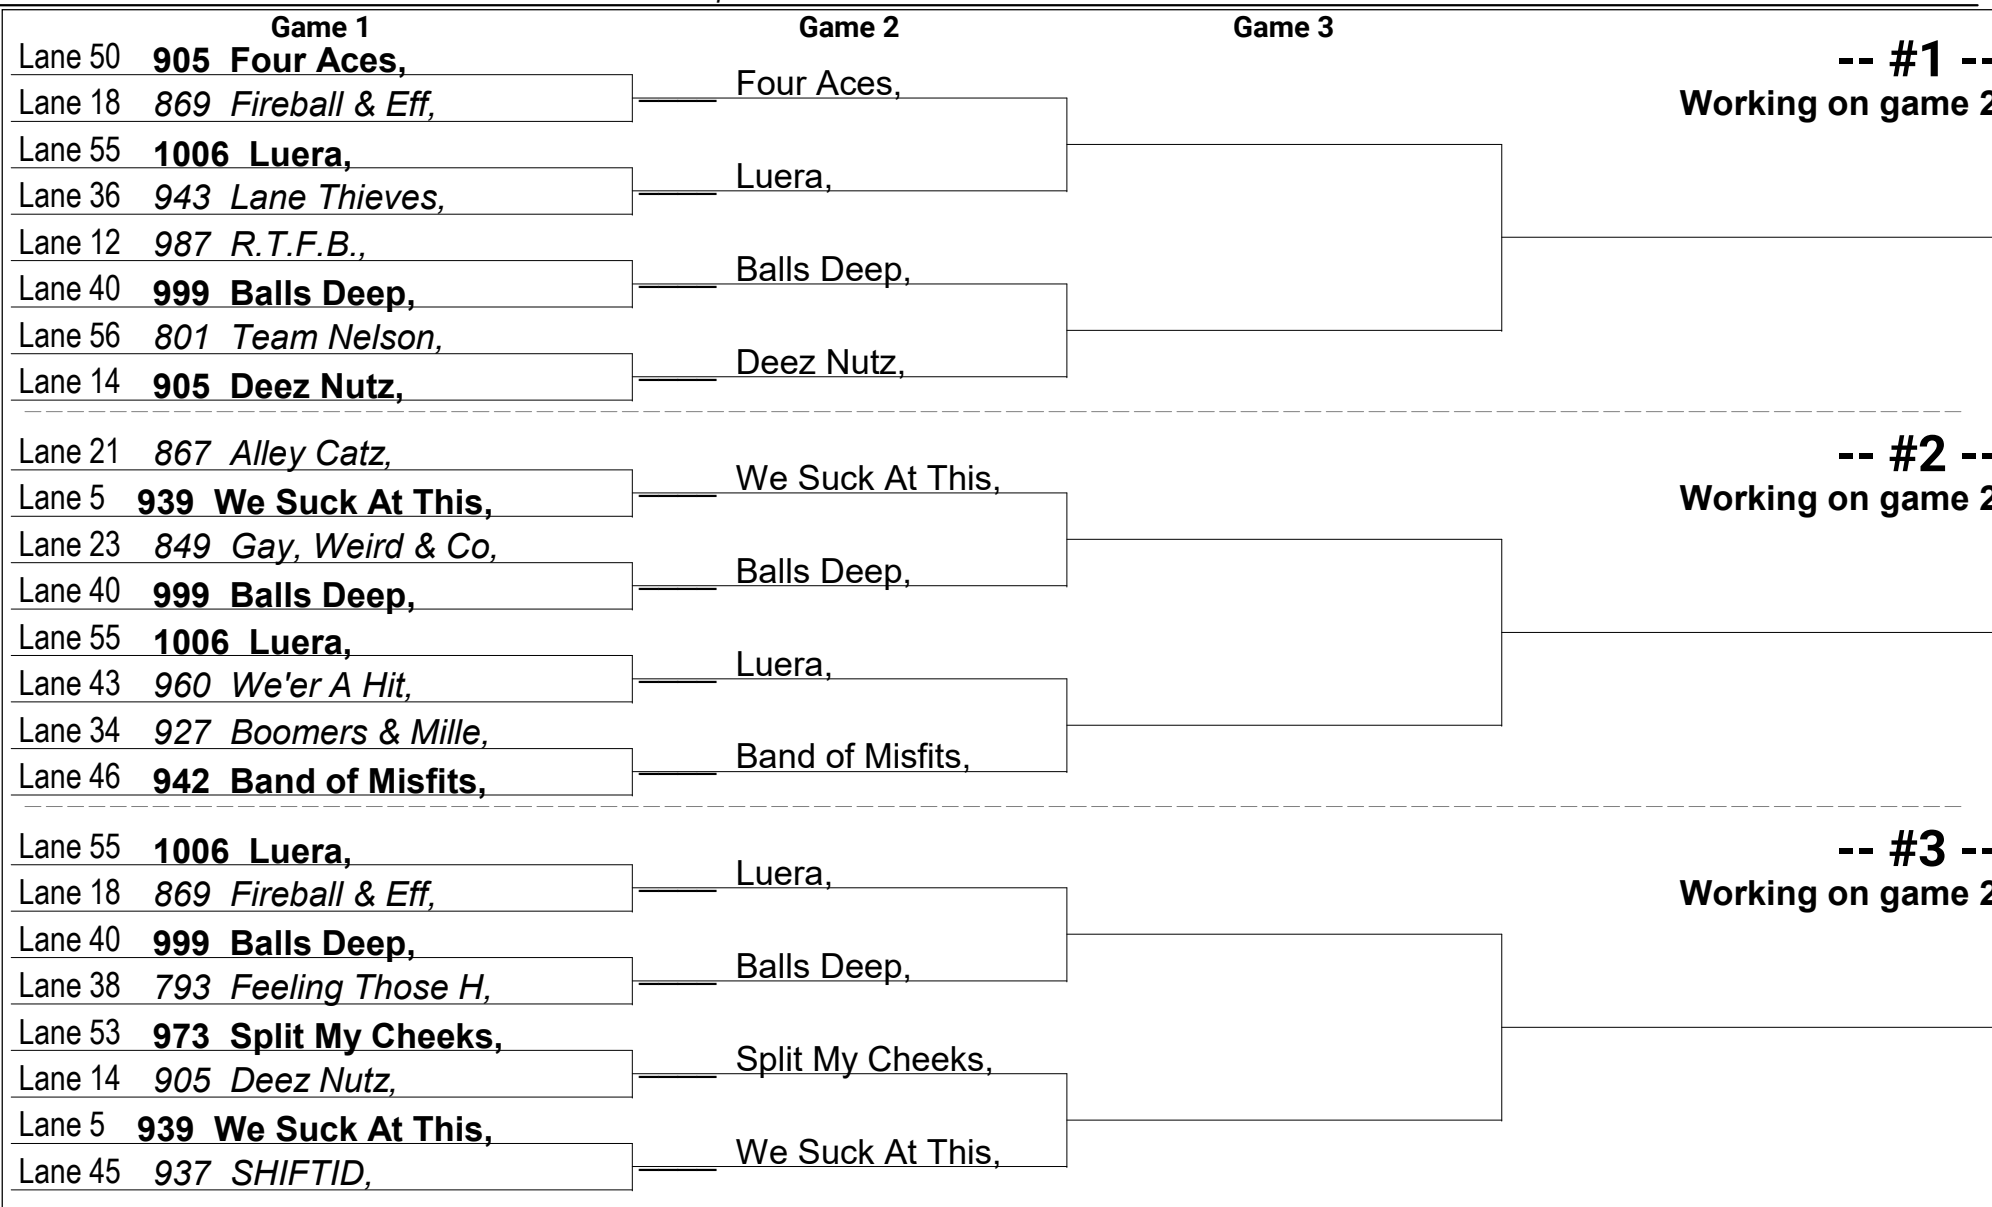 Game 1 Game 2 Game 3
-- #1 --
Working on game 2
Lane 50 905 Four Aces,
Four Aces,
Lane 18 869 Fireball & Eff,
Lane 55 1006 Luera,
Luera,
Lane 36 943 Lane Thieves,
Lane 12 987 R.T.F.B.,
Balls Deep,
Lane 40 999 Balls Deep,
Lane 56 801 Team Nelson,
Deez Nutz,
Lane 14 905 Deez Nutz,
-- #2 --
Working on game 2
Lane 21 867 Alley Catz,
We Suck At This,
Lane 5 939 We Suck At This,
Lane 23 849 Gay, Weird & Co,
Balls Deep,
Lane 40 999 Balls Deep,
Lane 55 1006 Luera,
Luera,
Lane 43 960 We'er A Hit,
Lane 34 927 Boomers & Mille,
Band of Misfits,
Lane 46 942 Band of Misfits,
-- #3 --
Working on game 2
Lane 55 1006 Luera,
Luera,
Lane 18 869 Fireball & Eff,
Lane 40 999 Balls Deep,
Balls Deep,
Lane 38 793 Feeling Those H,
Lane 53 973 Split My Cheeks,
Split My Cheeks,
Lane 14 905 Deez Nutz,
Lane 5 939 We Suck At This,
We Suck At This,
Lane 45 937 SHIFTID,